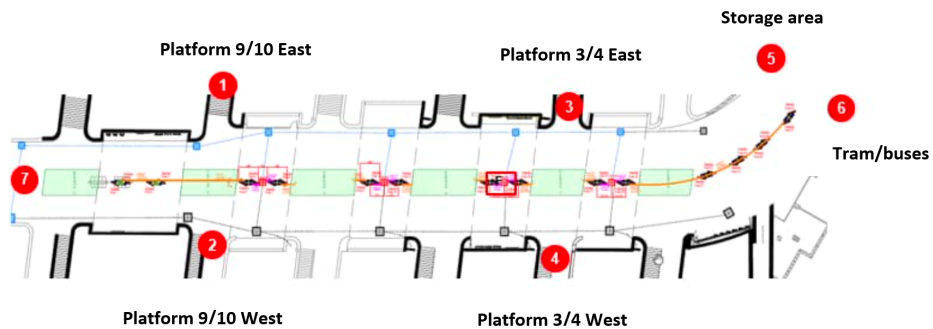 Storage area
Platform 9/10 East
Platform 3/4 East
5
1
3
6
Tram/buses
7
2
4
Platform 9/10 West
Platform 3/4 West